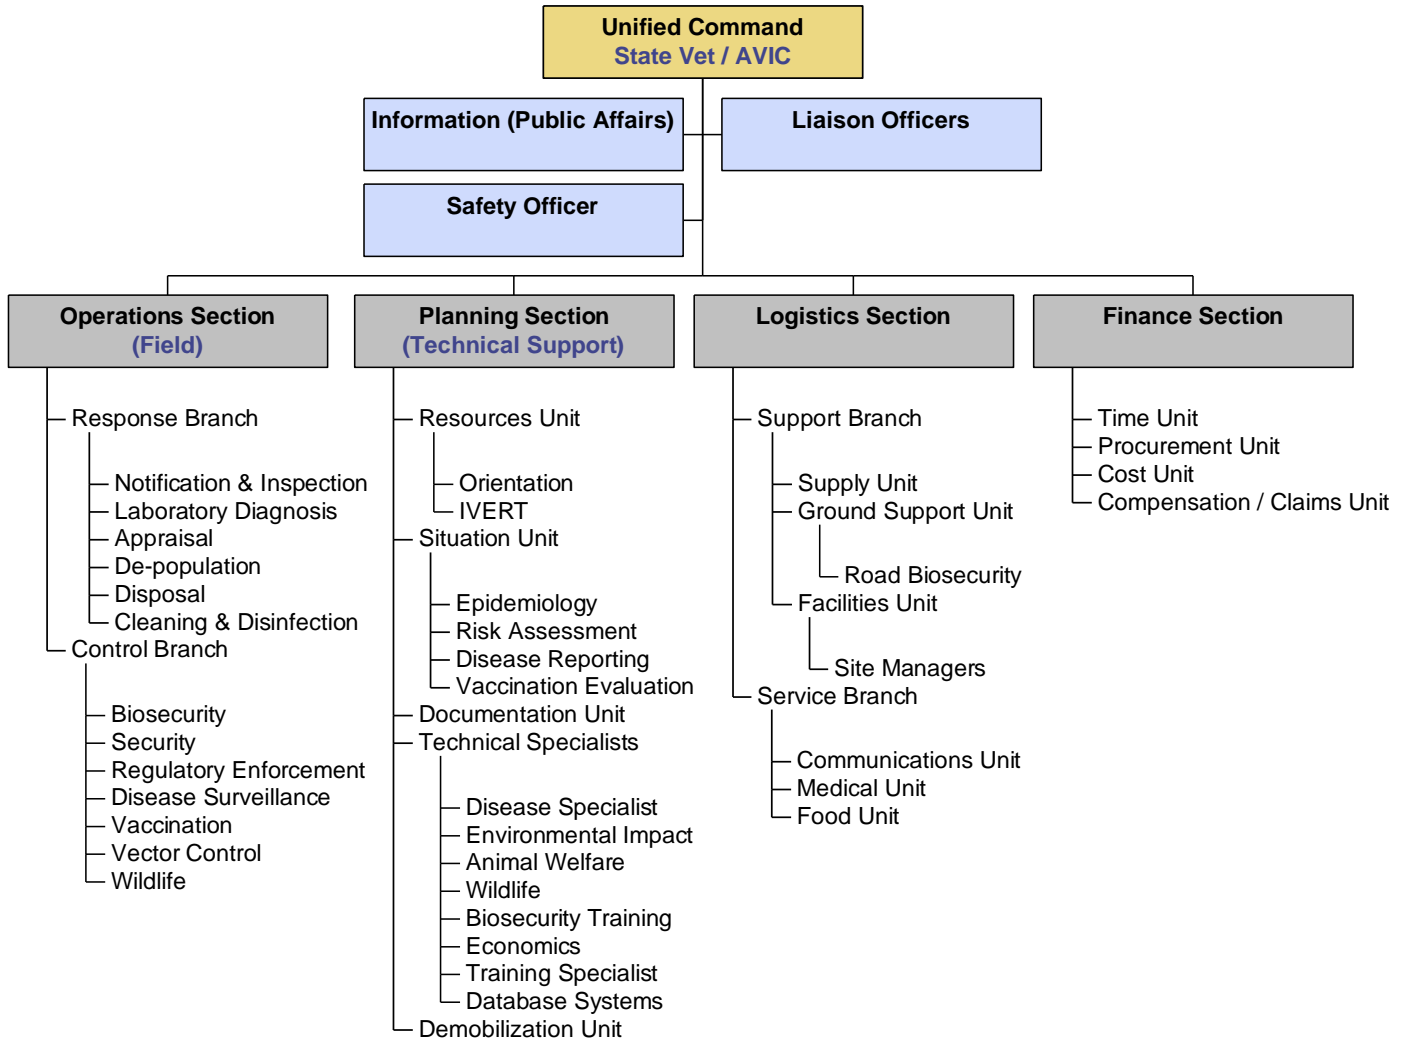 Unified Command
State Vet / AVIC
Information (Public Affairs)
Liaison Officers
Safety Officer
Operations Section
(Field)
Response Branch
Notification & Inspection
Laboratory Diagnosis
Appraisal
De-population
Disposal
Cleaning & Disinfection
Control Branch
Biosecurity
Security
Regulatory Enforcement
Disease Surveillance
Vaccination
Vector Control
Wildlife
Planning Section
(Technical Support)
Resources Unit
Orientation
IVERT
Situation Unit
Epidemiology
Risk Assessment
Disease Reporting
Vaccination Evaluation
Documentation Unit
Technical Specialists
Disease Specialist
Environmental Impact
Animal Welfare
Wildlife
Biosecurity Training
Economics
Training Specialist
Database Systems
Demobilization Unit
Logistics Section
Support Branch
Supply Unit
Ground Support Unit
Road Biosecurity
Facilities Unit
Site Managers
Service Branch
Communications Unit
Medical Unit
Food Unit
Finance Section
Time Unit
Procurement Unit
Cost Unit
Compensation / Claims Unit